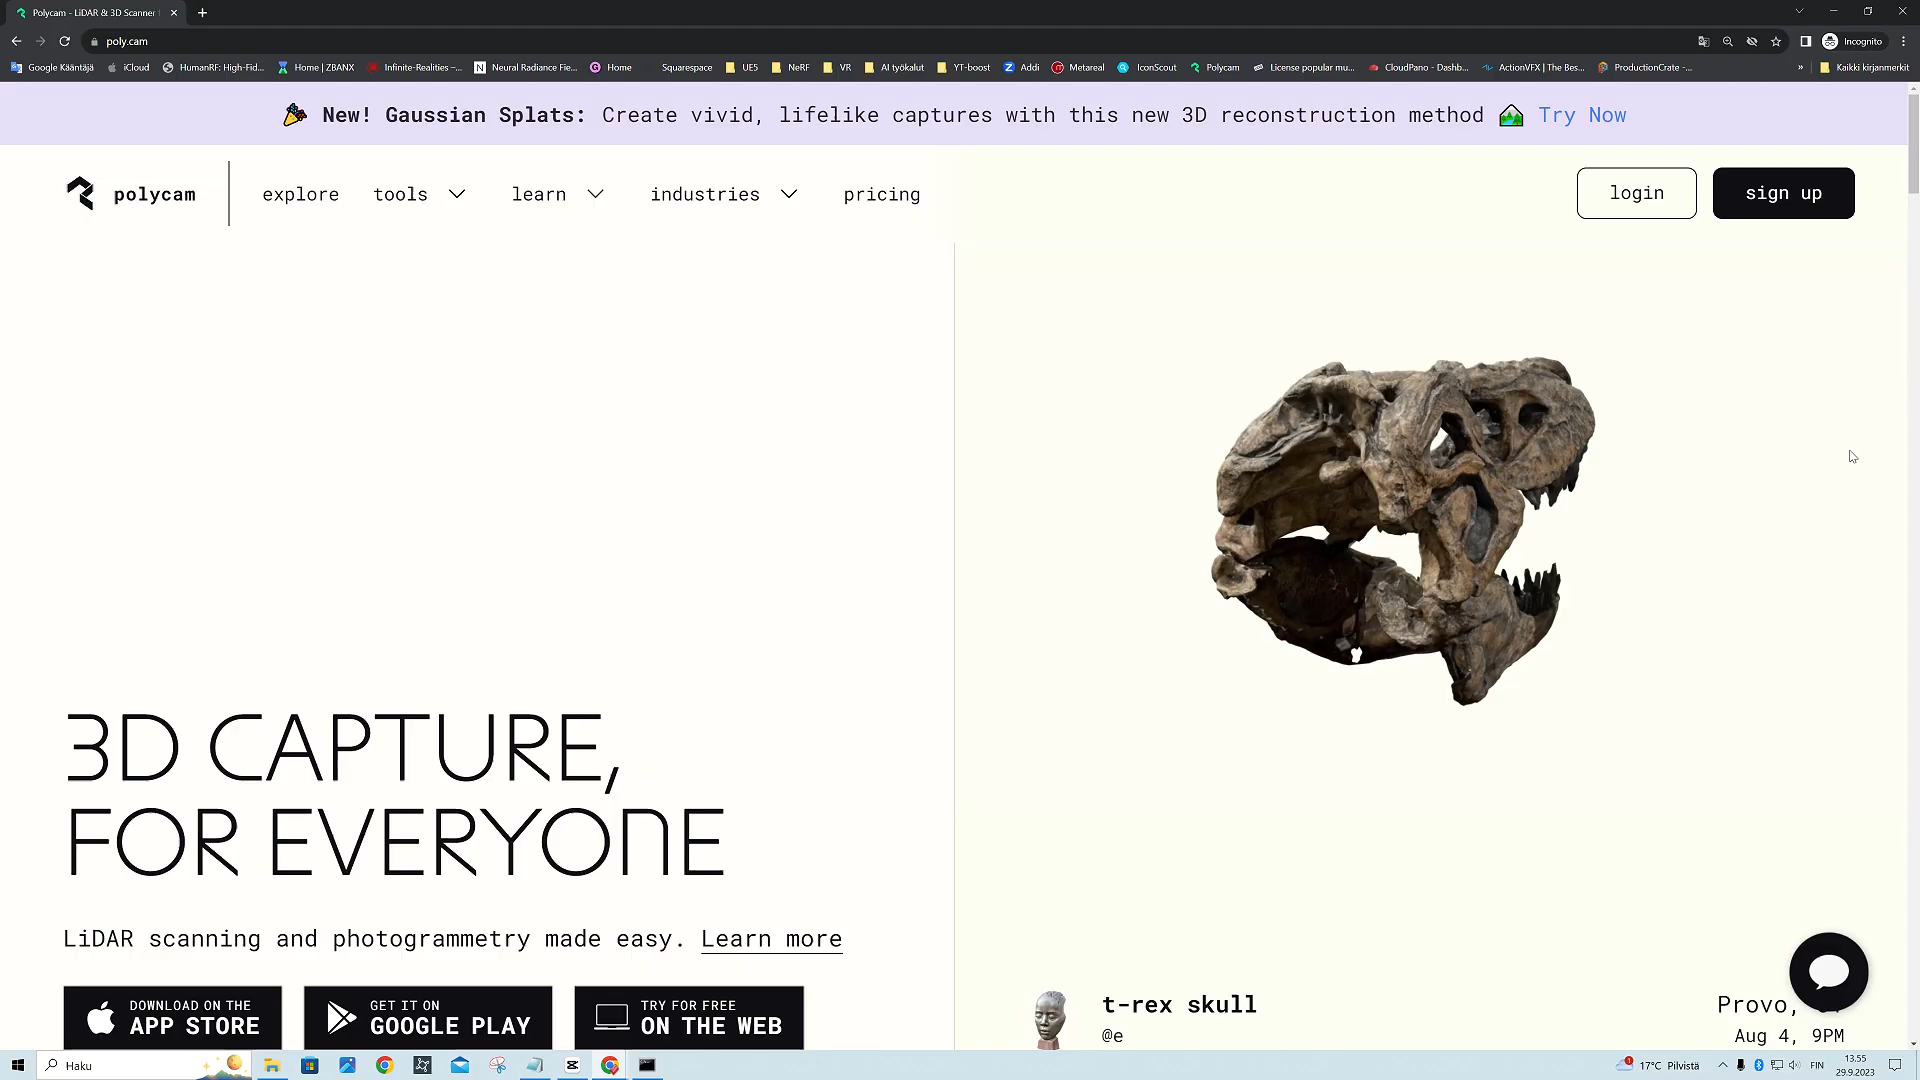 Polycam - LiDAR & 3D Scanner
poly.cam
Incognito
Google Kääntäjä
iCloud
HumanRF: High-Fid...
Home | ZBANX
Infinite-Realities –...
Neural Radiance Fie...
Home
Squarespace
UE5
NeRF
VR
AI työkalut
YT-boost
Addi
Metareal
IconScout
Polycam
License popular mu...
CloudPano - Dashb...
ActionVFX | The Bes...
ProductionCrate -...
»
Kaikki kirjanmerkit
New! Gaussian Splats: Create vivid, lifelike captures with this new 3D reconstruction method Try Now
polycam
explore
tools
learn
industries
pricing
login
sign up
3D CAPTURE,
FOR EVERYONE
LiDAR scanning and photogrammetry made easy. Learn more
DOWNLOAD ON THE
APP STORE
GET IT ON
GOOGLE PLAY
TRY FOR FREE
ON THE WEB
t-rex skull
@e
Provo,
Aug 4, 9PM
Haku
1
17°C Pilvistä
FIN
13.55
29.9.2023